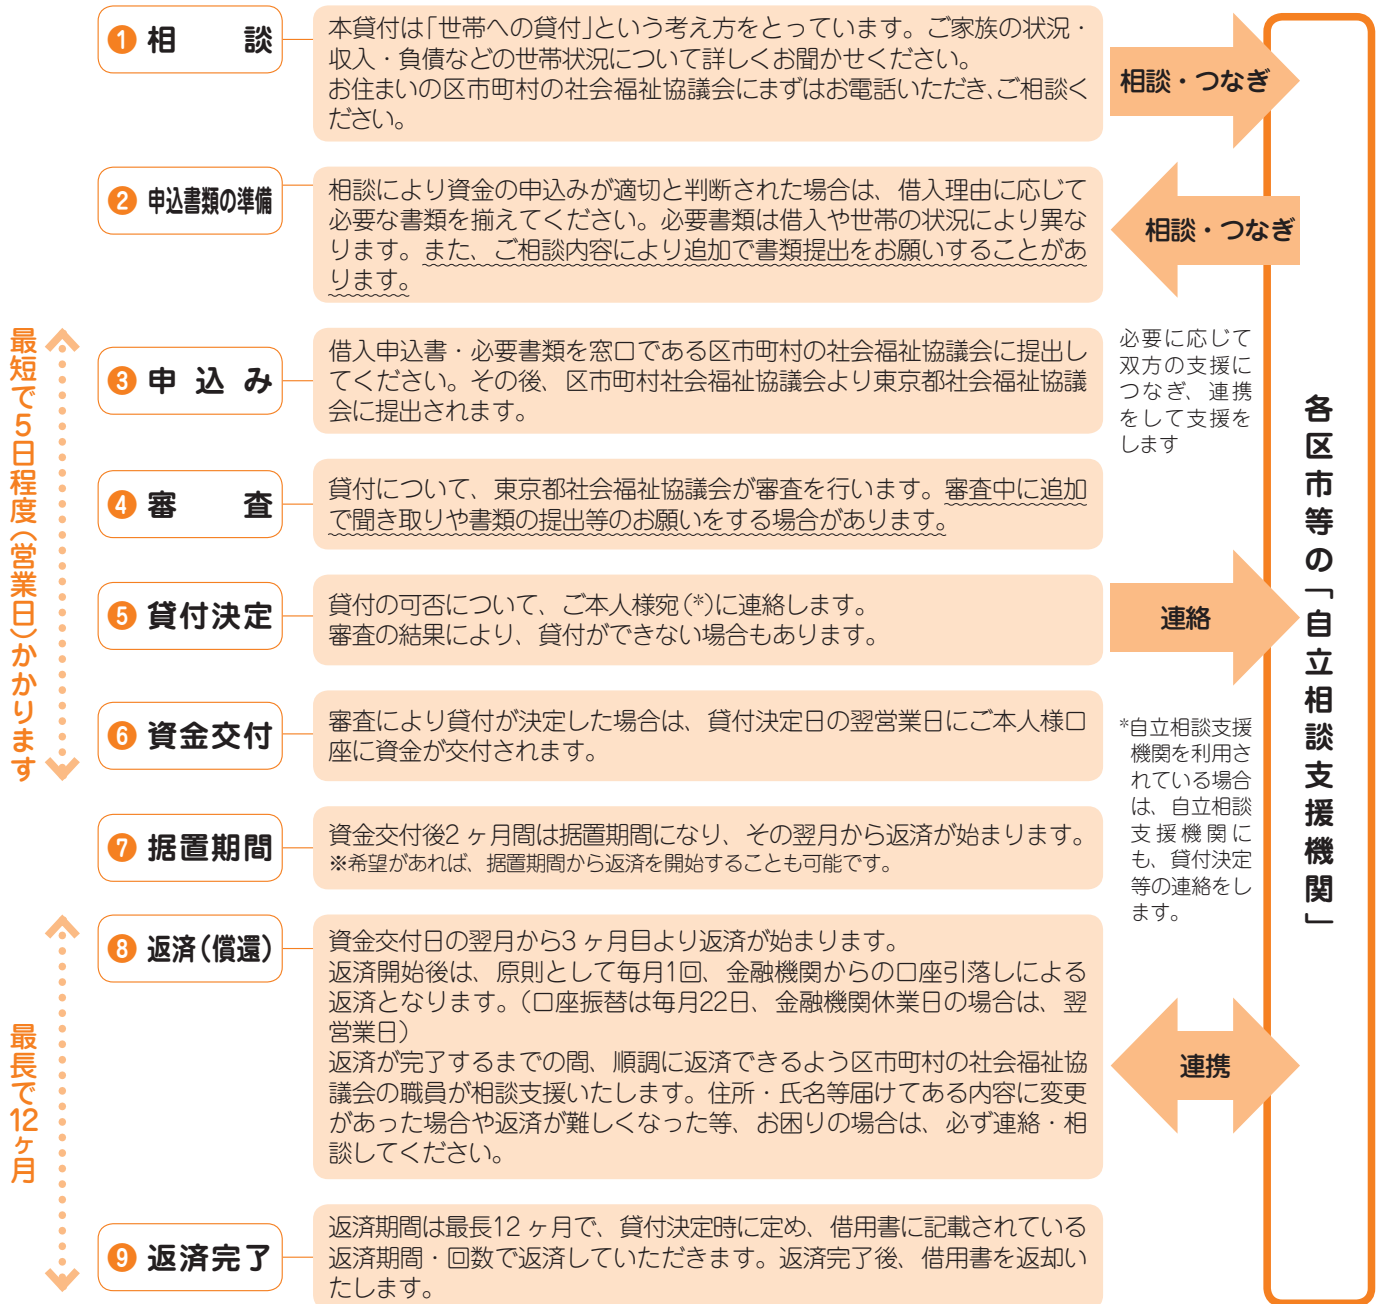 ❶ 相　談
本貸付は「世帯への貸付」という考え方をとっています。ご家族の状況・
収入・負債などの世帯状況について詳しくお聞かせください。
お住まいの区市町村の社会福祉協議会にまずはお電話いただき、ご相談く
ださい。
相談・つなぎ
❷ 申込書類の準備
相談により資金の申込みが適切と判断された場合は、借入理由に応じて
必要な書類を揃えてください。必要書類は借入や世帯の状況により異な
ります。また、ご相談内容により追加で書類提出をお願いすることがあ
ります。
相談・つなぎ
必要に応じて
双方の支援に
つなぎ、連携
をして支援を
します
最短で5日程度(営業日)かかります
❸ 申込み
借入申込書・必要書類を窓口である区市町村の社会福祉協議会に提出し
てください。その後、区市町村社会福祉協議会より東京都社会福祉協議
会に提出されます。
❹ 審　査
貸付について、東京都社会福祉協議会が審査を行います。審査中に追加
で聞き取りや書類の提出等のお願いをする場合があります。
❺ 貸付決定
貸付の可否について、ご本人様宛(*)に連絡します。
審査の結果により、貸付ができない場合もあります。
連絡
❻ 資金交付
審査により貸付が決定した場合は、貸付決定日の翌営業日にご本人様口
座に資金が交付されます。
*自立相談支援
機関を利用さ
れている場合
は、自立相談
支援機関に
も、貸付決定
等の連絡をし
ます。
❼ 据置期間
資金交付後2ヶ月間は据置期間になり、その翌月から返済が始まります。
※希望があれば、据置期間から返済を開始することも可能です。
最長で12ヶ月
❽ 返済(償還)
資金交付日の翌月から3ヶ月目より返済が始まります。
返済開始後は、原則として毎月1回、金融機関からの口座引落しによる
返済となります。(口座振替は毎月22日、金融機関休業日の場合は、翌
営業日)
返済が完了するまでの間、順調に返済できるよう区市町村の社会福祉協
議会の職員が相談支援いたします。住所・氏名等届けてある内容に変更
があった場合や返済が難しくなった等、お困りの場合は、必ず連絡・相
談してください。
連携
❾ 返済完了
返済期間は最長12ヶ月で、貸付決定時に定め、借用書に記載されている
返済期間・回数で返済していただきます。返済完了後、借用書を返却い
たします。
各区市等の「自立相談支援機関」